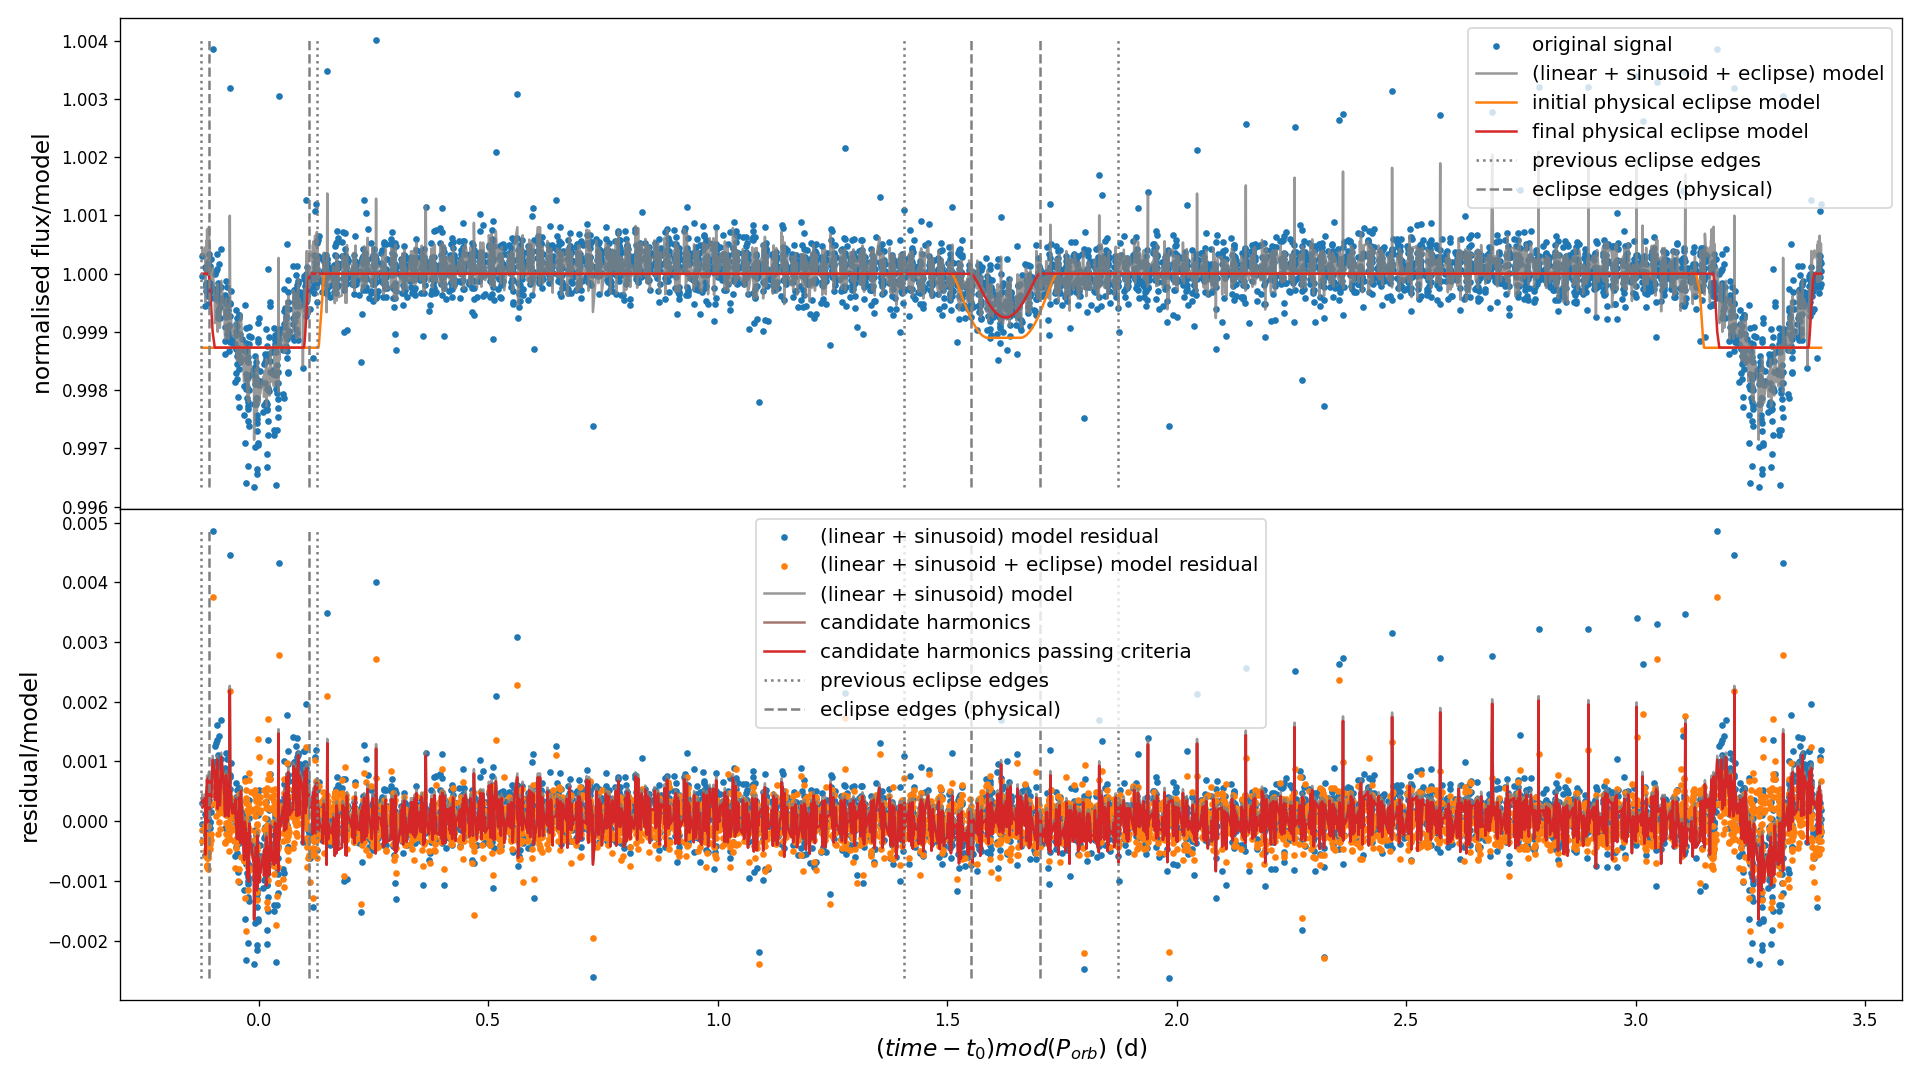 1.004
1.003
1.002
1.001
1.000
0.999
0.998
0.997
0.996
normalised flux/model
original signal
(linear + sinusoid + eclipse) model
initial physical eclipse model
final physical eclipse model
previous eclipse edges
eclipse edges (physical)
0.005
0.004
0.003
0.002
0.001
0.000
−0.001
−0.002
residual/model
(linear + sinusoid) model residual
(linear + sinusoid + eclipse) model residual
(linear + sinusoid) model
candidate harmonics
candidate harmonics passing criteria
previous eclipse edges
eclipse edges (physical)
0.0 0.5 1.0 1.5 2.0 2.5 3.0 3.5
(time − t₀)mod(Pₒᵣᵦ) (d)